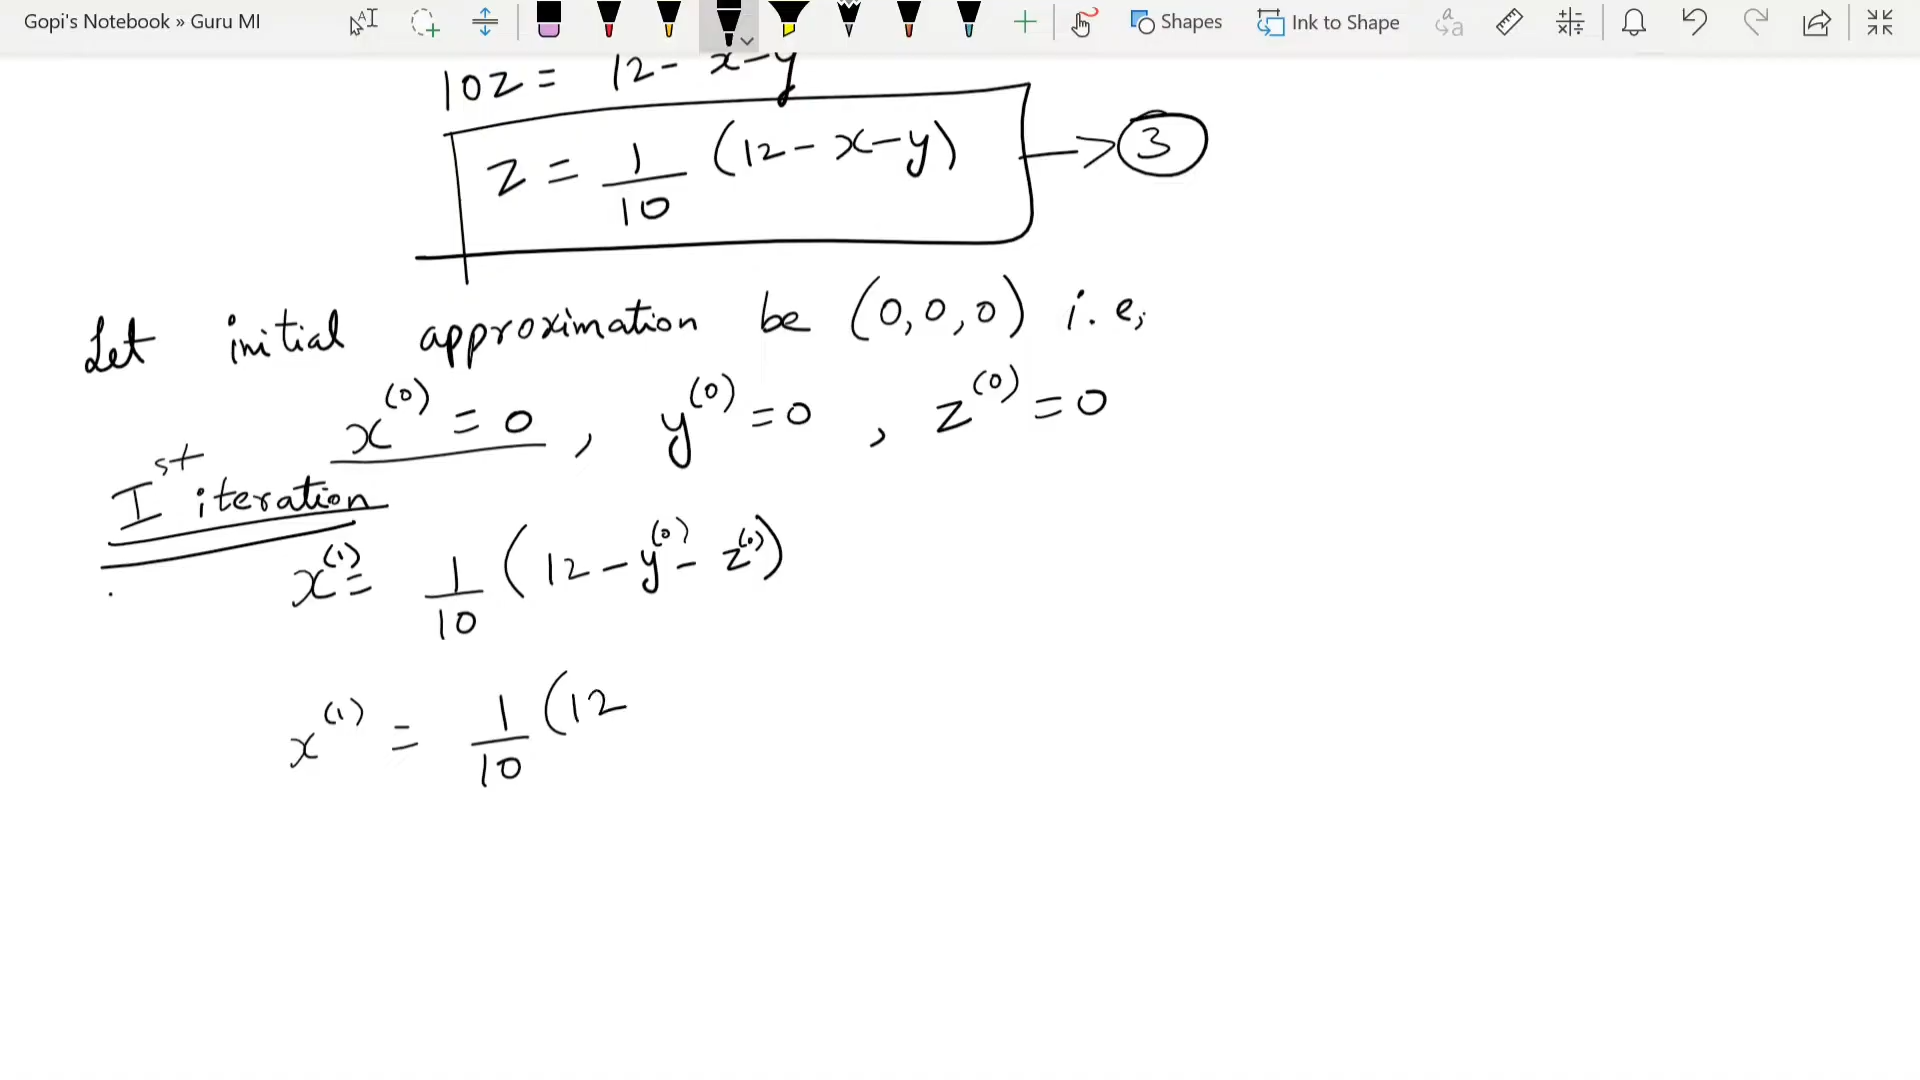 Gopi's Notebook » Guru MI Shapes Ink to Shape
10z = 12 - x - y
z = 1/10 (12 - x - y) → 3
Let initial approximation be (0, 0, 0) i.e,
x^(0) = 0 , y^(0) = 0 , z^(0) = 0
I^st iteration
x^(1) = 1/10 (12 - y^(0) - z^(0))
x^(1) = 1/10 (12